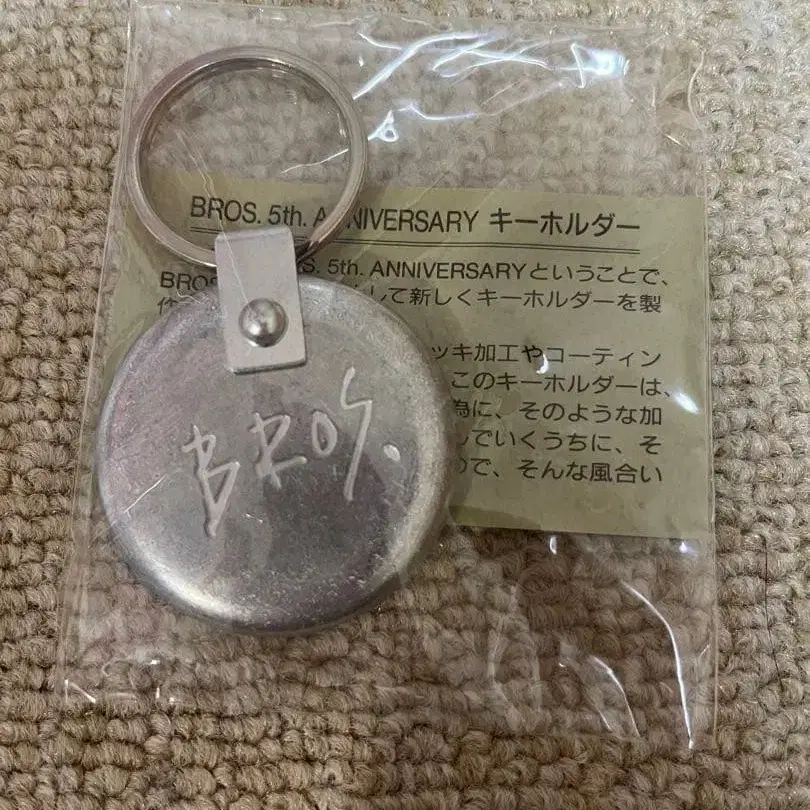 BROS. 5th. ANNIVERSARY キーホルダー
BROS. 5th. ANNIVERSARYということで、
して新しくキーホルダーを製
ッキ加工やコーティン
このキーホルダーは、
為に、そのような加
していくうちに、そ
ので、そんな風合い
BROS.